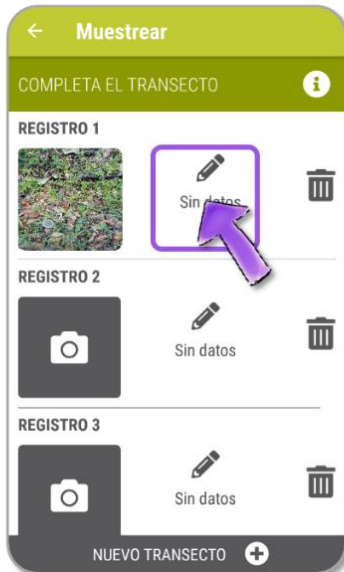 Muestrear
COMPLETA EL TRANSECTO
REGISTRO 1
Sin datos
REGISTRO 2
Sin datos
REGISTRO 3
Sin datos
NUEVO TRANSECTO